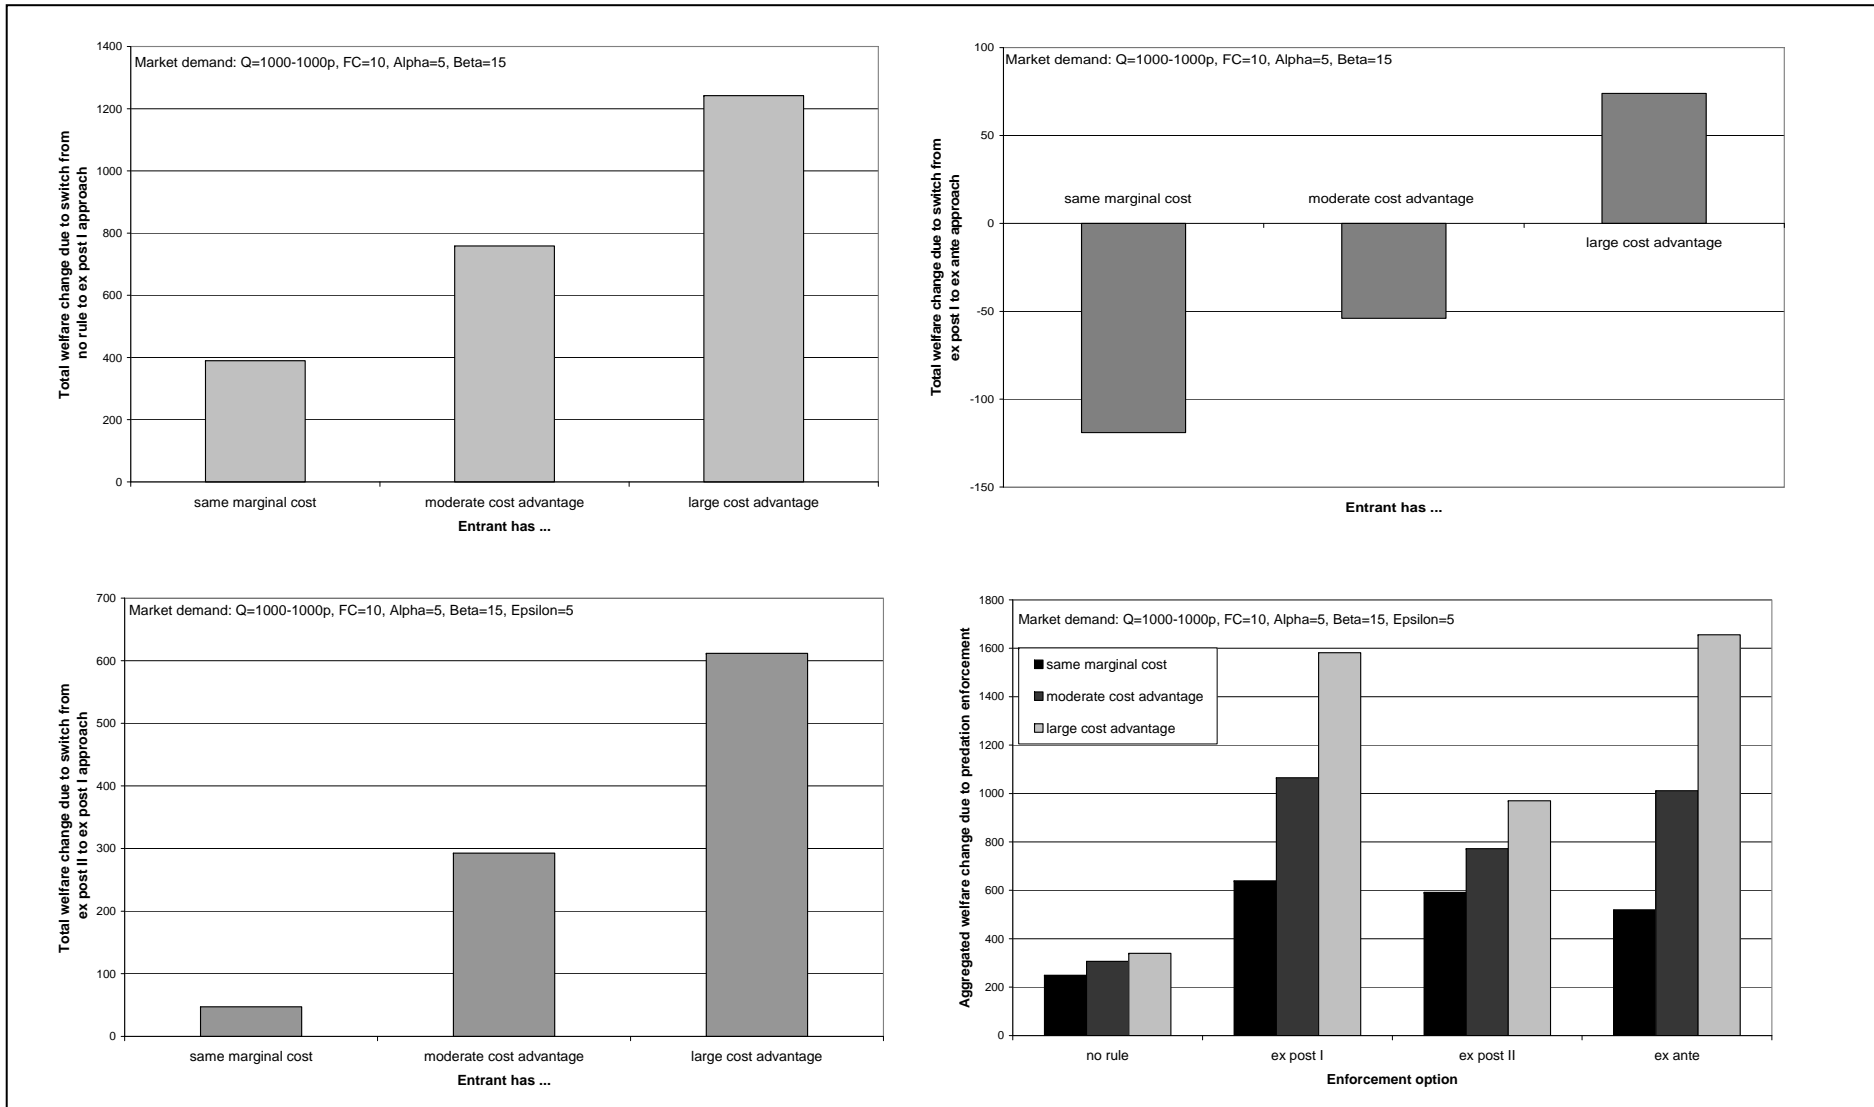 Market demand: Q=1000-1000p, FC=10, Alpha=5, Beta=15
Total welfare change due to switch from
no rule to ex post I approach
1400
1200
1000
800
600
400
200
0
same marginal cost
moderate cost advantage
large cost advantage
Entrant has ...
Market demand: Q=1000-1000p, FC=10, Alpha=5, Beta=15
Total welfare change due to switch from
ex post I to ex ante approach
100
50
0
-50
-100
-150
same marginal cost
moderate cost advantage
large cost advantage
Entrant has ...
Market demand: Q=1000-1000p, FC=10, Alpha=5, Beta=15, Epsilon=5
Total welfare change due to switch from
ex post II to ex post I approach
700
600
500
400
300
200
100
0
same marginal cost
moderate cost advantage
large cost advantage
Entrant has ...
Market demand: Q=1000-1000p, FC=10, Alpha=5, Beta=15, Epsilon=5
Aggregated welfare change due to predation enforcement
1800
1600
1400
1200
1000
800
600
400
200
0
same marginal cost
moderate cost advantage
large cost advantage
no rule
ex post I
ex post II
ex ante
Enforcement option